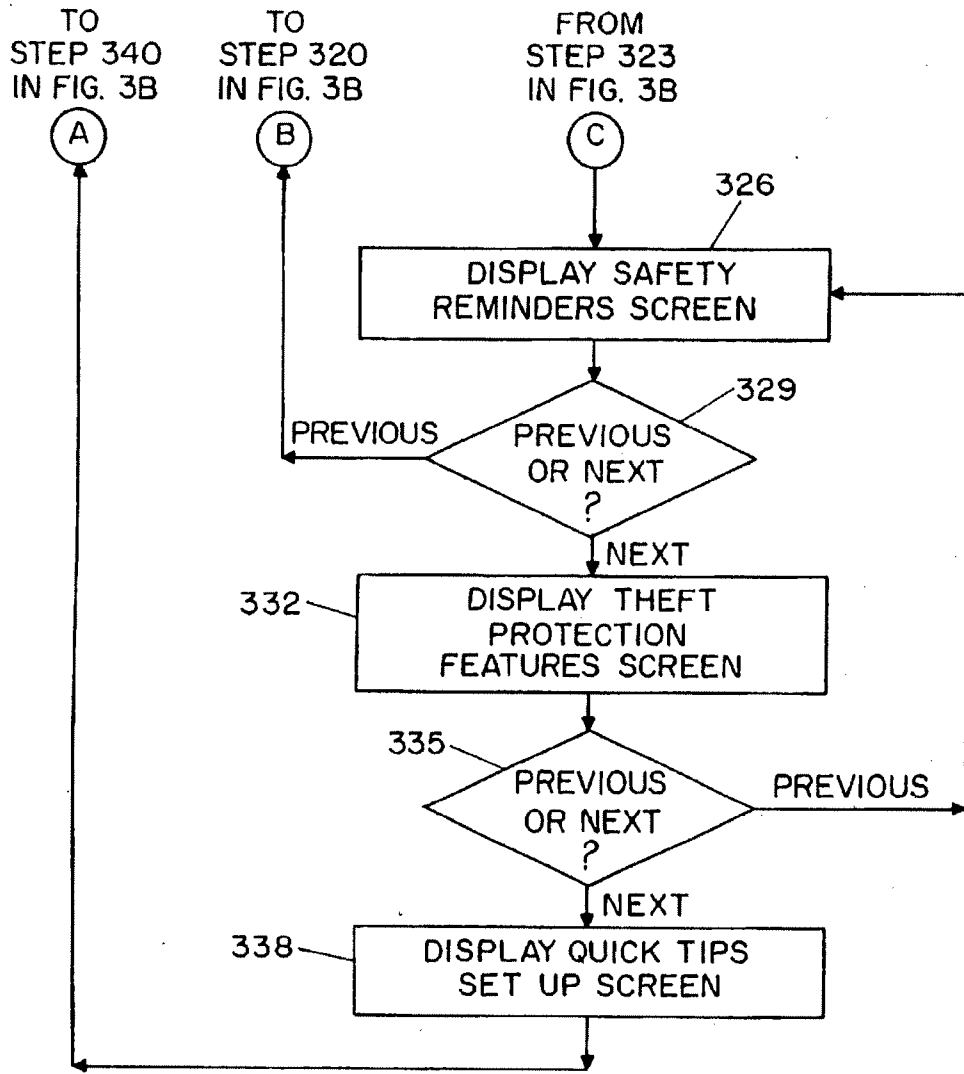 TO
STEP 340
IN FIG. 3B
A
TO
STEP 320
IN FIG. 3B
B
FROM
STEP 323
IN FIG. 3B
C
326
DISPLAY SAFETY
REMINDERS SCREEN
329
PREVIOUS
PREVIOUS
OR NEXT
?
NEXT
332
DISPLAY THEFT
PROTECTION
FEATURES SCREEN
335
PREVIOUS
OR NEXT
?
PREVIOUS
NEXT
338
DISPLAY QUICK TIPS
SET UP SCREEN